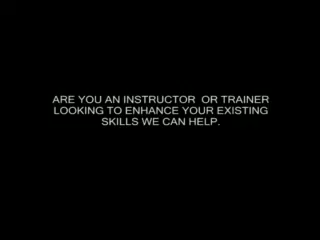 ARE YOU AN INSTRUCTOR OR TRAINER
LOOKING TO ENHANCE YOUR EXISTING
SKILLS WE CAN HELP.